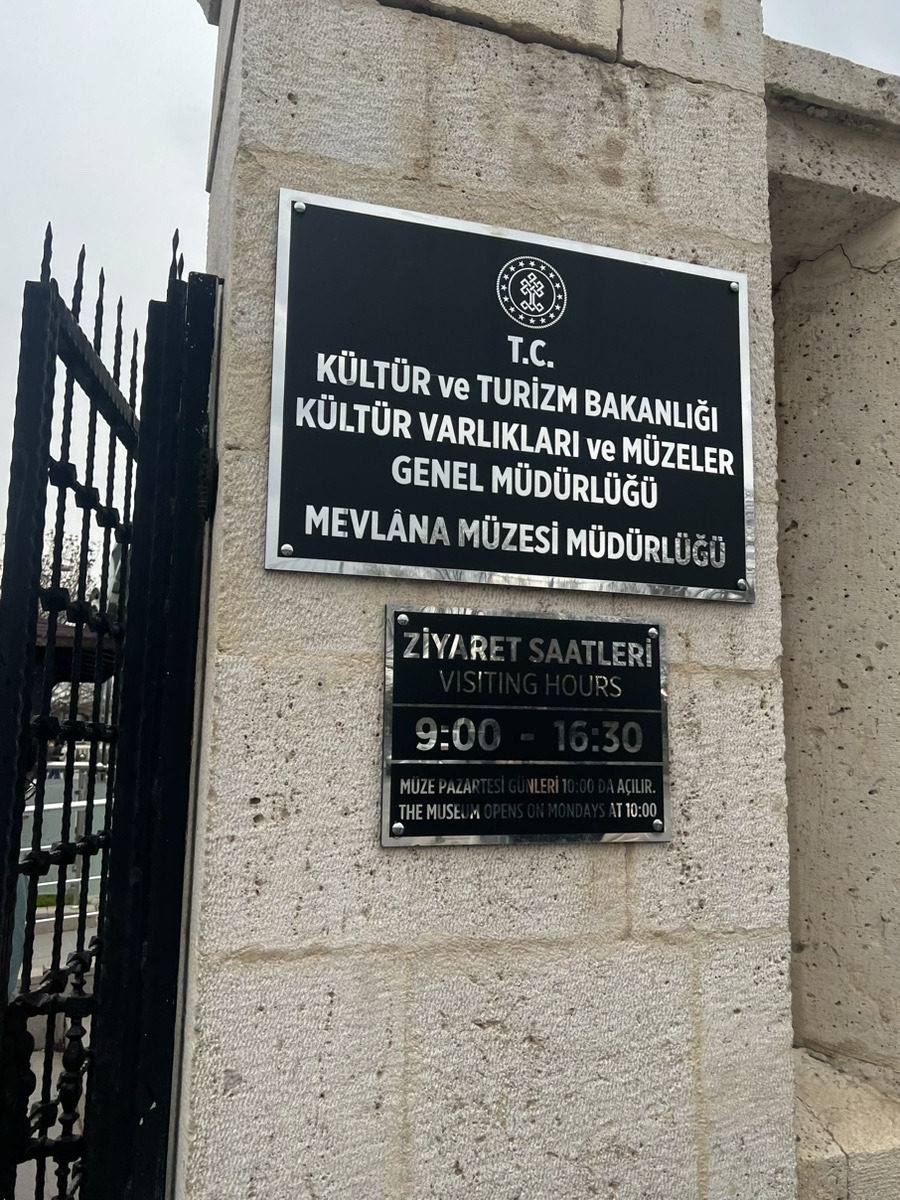 T.C.
KÜLTÜR ve TURİZM BAKANLIĞI
KÜLTÜR VARLIKLARI ve MÜZELER
GENEL MÜDÜRLÜĞÜ
MEVLÂNA MÜZESİ MÜDÜRLÜĞÜ
ZİYARET SAATLERİ
VISITING HOURS
9:00 - 16:30
MÜZE PAZARTESİ GÜNLERİ 10:00 DA AÇILIR.
THE MUSEUM OPENS ON MONDAYS AT 10:00